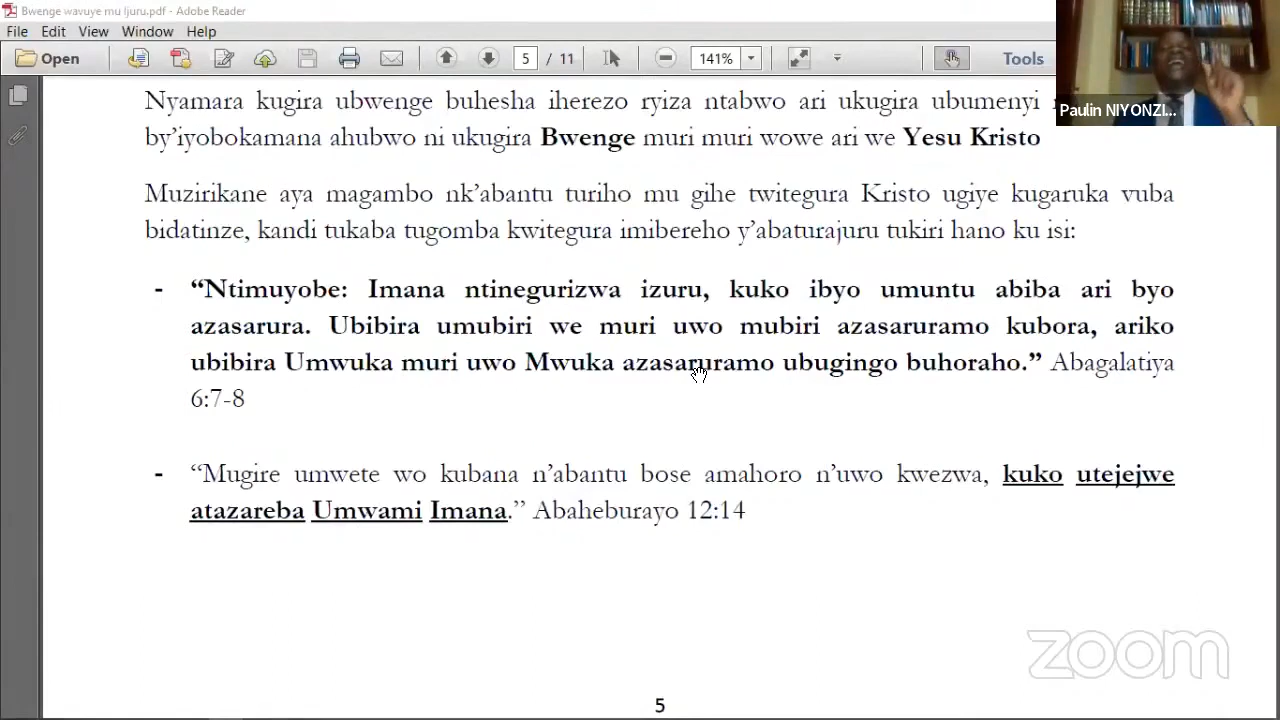 Bwenge wavuye mu Ijuru.pdf - Adobe Reader
File Edit View Window Help
Open 5 / 11 141% Tools
Paulin NIYONZI...
Nyamara kugira ubwenge buhesha iherezo ryiza ntabwo ari ukugira ubumenyi
by’iyobokamana ahubwo ni ukugira Bwenge muri muri wowe ari we Yesu Kristo
Muzirikane aya magambo nk’abantu turiho mu gihe twitegura Kristo ugiye kugaruka vuba
bidatinze, kandi tukaba tugomba kwitegura imibereho y’abaturajuru tukiri hano ku isi:
- “Ntimuyobe: Imana ntinegurizwa izuru, kuko ibyo umuntu abiba ari byo
azasarura. Ubibira umubiri we muri uwo mubiri azasaruramo kubora, ariko
ubibira Umwuka muri uwo Mwuka azasaruramo ubugingo buhoraho.” Abagalatiya
6:7-8
- “Mugire umwete wo kubana n’abantu bose amahoro n’uwo kwezwa, kuko utejejwe
atazareba Umwami Imana.” Abaheburayo 12:14
zoom
5